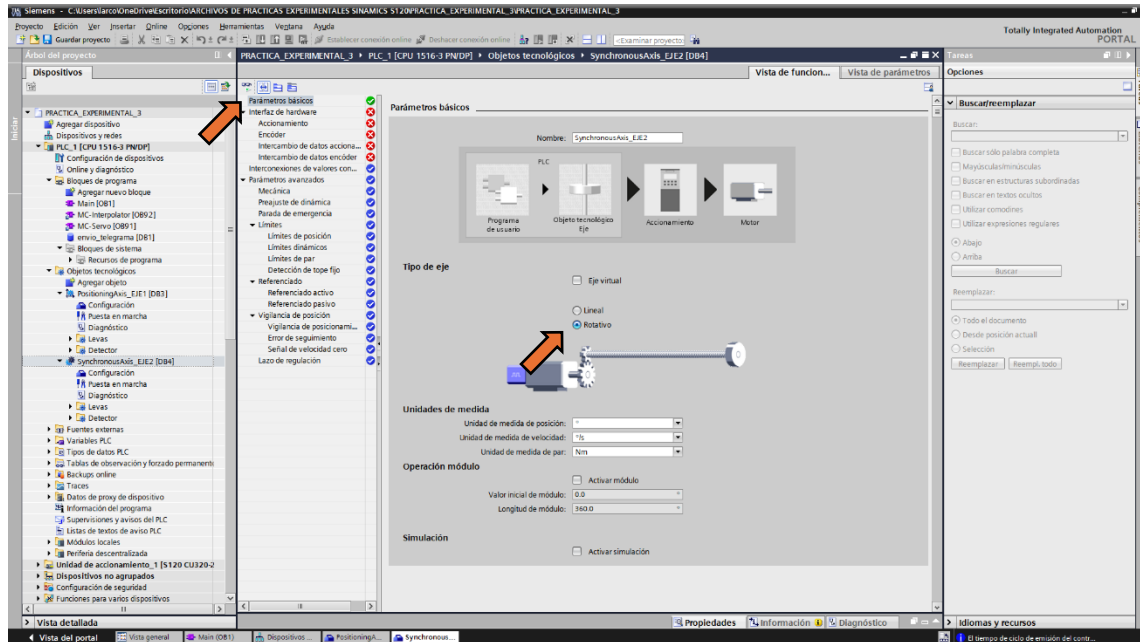 Siemens - C:\Users\larco\OneDrive\Escritorio\ARCHIVOS DE PRACTICAS EXPERIMENTALES SINAMICS S120\PRACTICA_EXPERIMENTAL_3\PRACTICA_EXPERIMENTAL_3
Proyecto Edición Ver Insertar Online Opciones Herramientas Ventana Ayuda
Guardar proyecto Establecer conexión online Deshacer conexión online <Examinar proyecto>
Totally Integrated Automation
PORTAL
Árbol del proyecto
Dispositivos
Iniciar
PRACTICA_EXPERIMENTAL_3
Agregar dispositivo
Dispositivos y redes
PLC_1 [CPU 1516-3 PN/DP]
Configuración de dispositivos
Online y diagnóstico
Bloques de programa
Agregar nuevo bloque
Main [OB1]
MC-Interpolator [OB92]
MC-Servo [OB91]
envio_telegrama [DB1]
Bloques de sistema
Recursos de programa
Objetos tecnológicos
Agregar objeto
PositioningAxis_EJE1 [DB3]
Configuración
Puesta en marcha
Diagnóstico
Levas
Detector
SynchronousAxis_EJE2 [DB4]
Configuración
Puesta en marcha
Diagnóstico
Levas
Detector
Fuentes externas
Variables PLC
Tipos de datos PLC
Tablas de observación y forzado permanente
Backups online
Traces
Datos de proxy de dispositivo
Información del programa
Supervisiones y avisos del PLC
Listas de textos de aviso PLC
Módulos locales
Periferia descentralizada
Unidad de accionamiento_1 [S120 CU320-2
Dispositivos no agrupados
Configuración de seguridad
Funciones para varios dispositivos
Vista detallada
PRACTICA_EXPERIMENTAL_3 PLC_1 [CPU 1516-3 PN/DP] Objetos tecnológicos SynchronousAxis_EJE2 [DB4]
Vista de funcion... Vista de parámetros
Parámetros básicos
Interfaz de hardware
Accionamiento
Encóder
Intercambio de datos acciona...
Intercambio de datos encóder
Interconexiones de valores con...
Parámetros avanzados
Mecánica
Preajuste de dinámica
Parada de emergencia
Límites
Límites de posición
Límites dinámicos
Límites de par
Detección de tope fijo
Referenciado
Referenciado activo
Referenciado pasivo
Vigilancia de posición
Vigilancia de posicionami...
Error de seguimiento
Señal de velocidad cero
Lazo de regulación
Parámetros básicos
Nombre: SynchronousAxis_EJE2
PLC
Programa de usuario
Objeto tecnológico Eje
Accionamiento
Motor
Tipo de eje
Eje virtual
Lineal
Rotativo
Unidades de medida
Unidad de medida de posición: °
Unidad de medida de velocidad: °/s
Unidad de medida de par: Nm
Operación módulo
Activar módulo
Valor inicial de módulo: 0.0 °
Longitud de módulo: 360.0 °
Simulación
Activar simulación
Propiedades Información Diagnóstico
Tareas
Opciones
Buscar/reemplazar
Buscar:
Buscar sólo palabra completa
Mayúsculas/minúsculas
Buscar en estructuras subordinadas
Buscar en textos ocultos
Utilizar comodines
Utilizar expresiones regulares
Abajo
Arriba
Buscar
Reemplazar:
Todo el documento
Desde posición actuall
Selección
Reemplazar Reempl. todo
Idiomas y recursos
Vista del portal Vista general Main (OB1) Dispositivos ... PositioningA... Synchronous...
El tiempo de ciclo de emisión del contr...